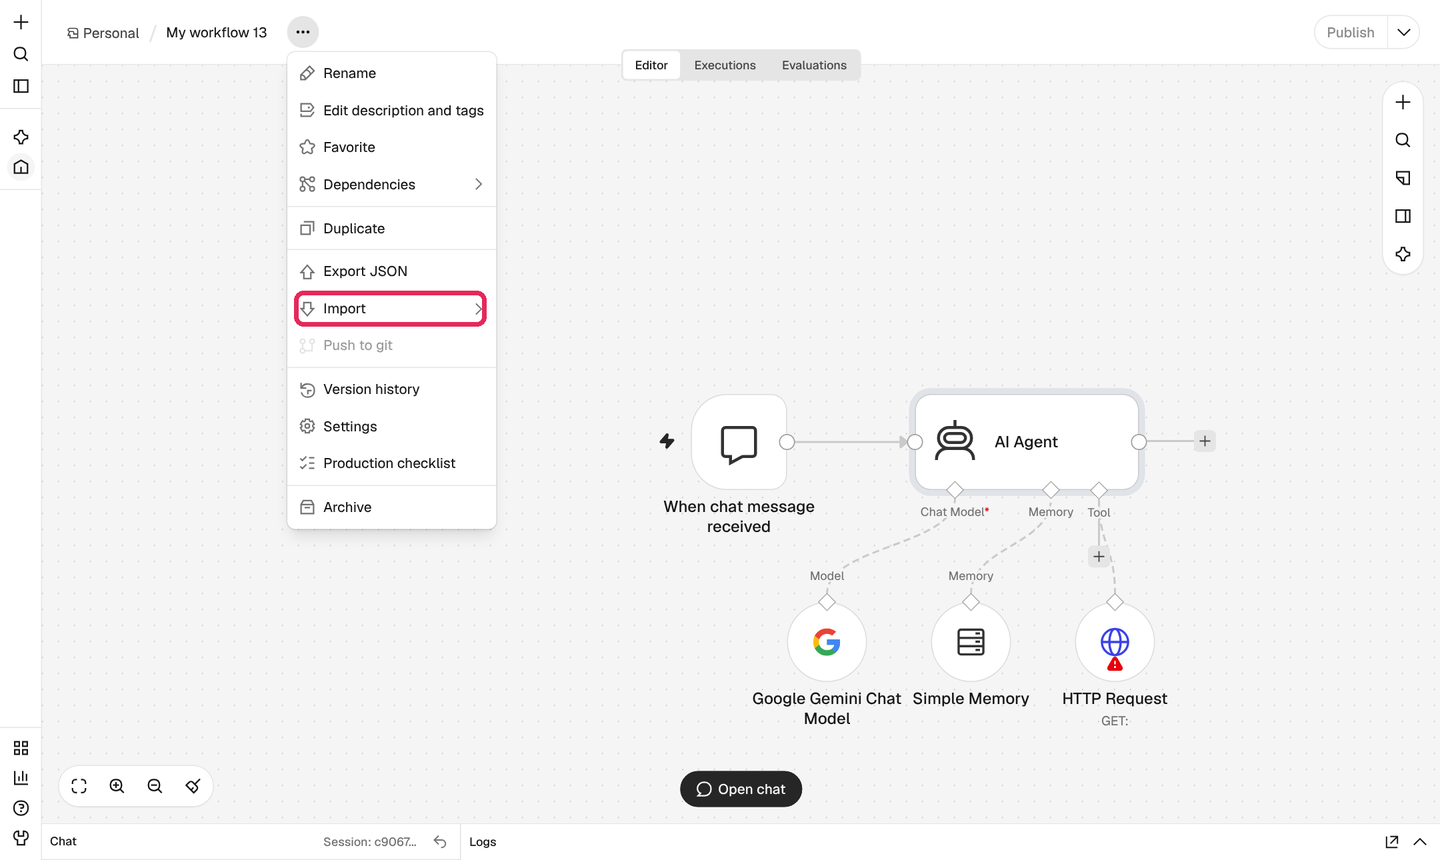 Personal / My workflow 13
Publish
Editor Executions Evaluations
Rename
Edit description and tags
Favorite
Dependencies
Duplicate
Export JSON
Import
Push to git
Version history
Settings
Production checklist
Archive
AI Agent
When chat message
received
Chat Model* Memory Tool
Model Memory
Google Gemini Chat
Model
Simple Memory
HTTP Request
GET:
Open chat
Chat Session: c9067... Logs